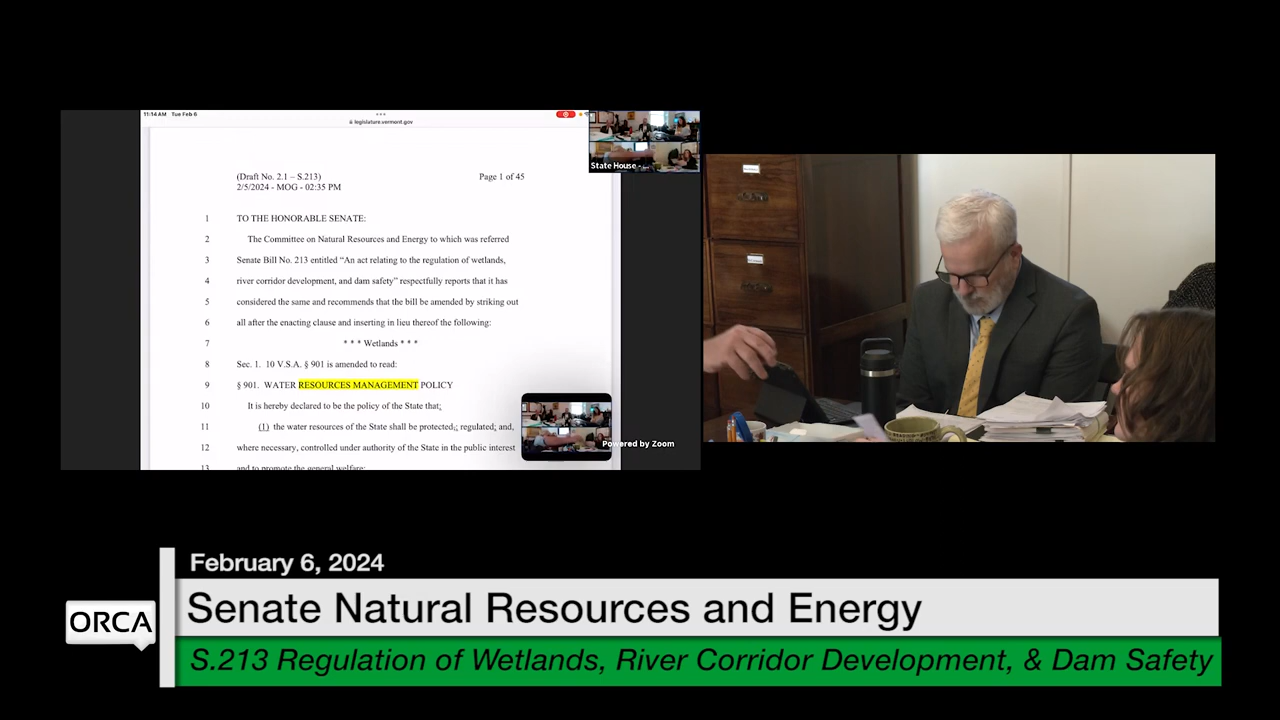 11:14 AM Tue Feb 6
legislature.vermont.gov
State House -
(Draft No. 2.1 – S.213) Page 1 of 45
2/5/2024 - MOG - 02:35 PM
1 TO THE HONORABLE SENATE:
2 The Committee on Natural Resources and Energy to which was referred
3 Senate Bill No. 213 entitled “An act relating to the regulation of wetlands,
4 river corridor development, and dam safety” respectfully reports that it has
5 considered the same and recommends that the bill be amended by striking out
6 all after the enacting clause and inserting in lieu thereof the following:
7 * * * Wetlands * * *
8 Sec. 1. 10 V.S.A. § 901 is amended to read:
9 § 901. WATER RESOURCES MANAGEMENT POLICY
10 It is hereby declared to be the policy of the State that:
11 (1) the water resources of the State shall be protected,; regulated; and,
12 where necessary, controlled under authority of the State in the public interest
13 and to promote the general welfare;
Powered by Zoom
February 6, 2024
Senate Natural Resources and Energy
ORCA
S.213 Regulation of Wetlands, River Corridor Development, & Dam Safety